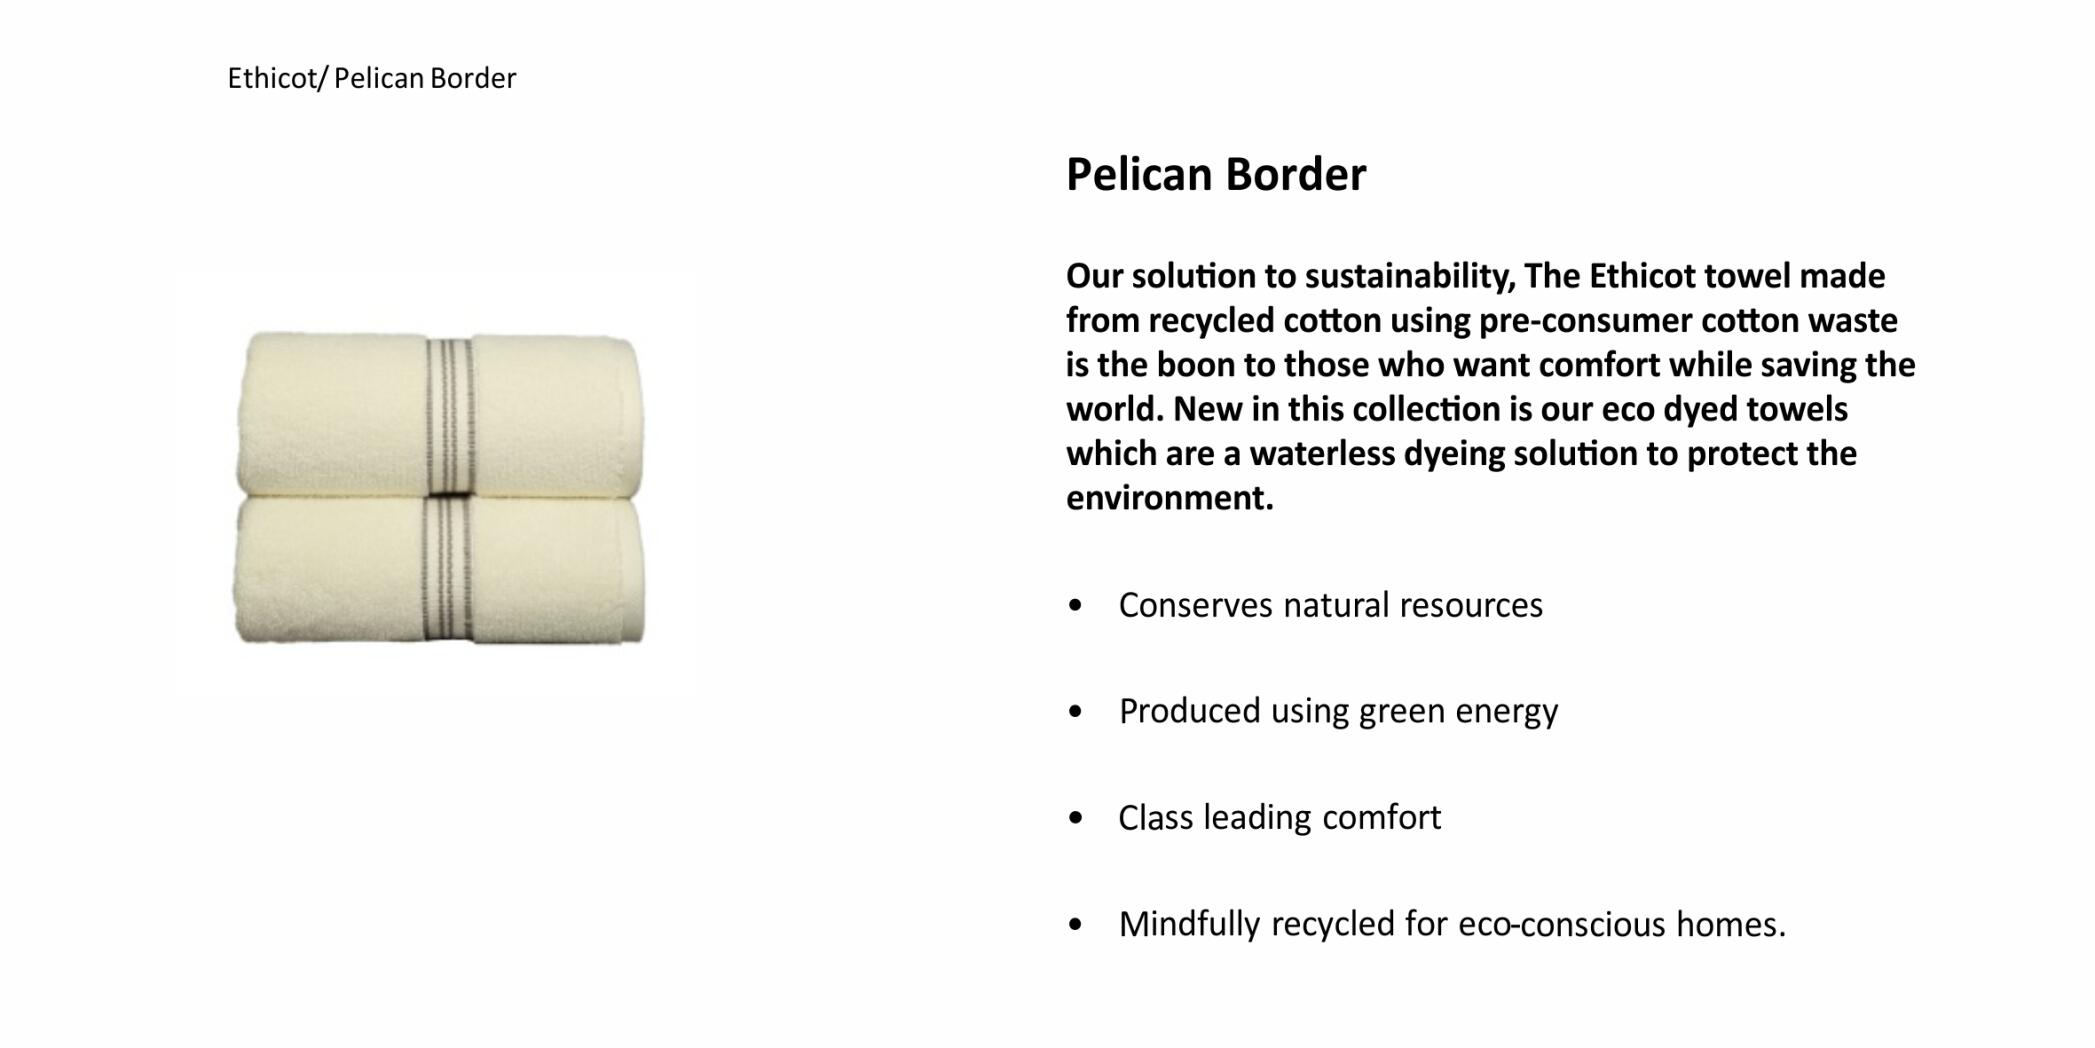 Ethicot/ Pelican Border
Pelican Border
Our solution to sustainability, The Ethicot towel made
from recycled cotton using pre-consumer cotton waste
is the boon to those who want comfort while saving the
world. New in this collection is our eco dyed towels
which are a waterless dyeing solution to protect the
environment.
• Conserves natural resources
• Produced using green energy
• Class leading comfort
• Mindfully recycled for eco-conscious homes.